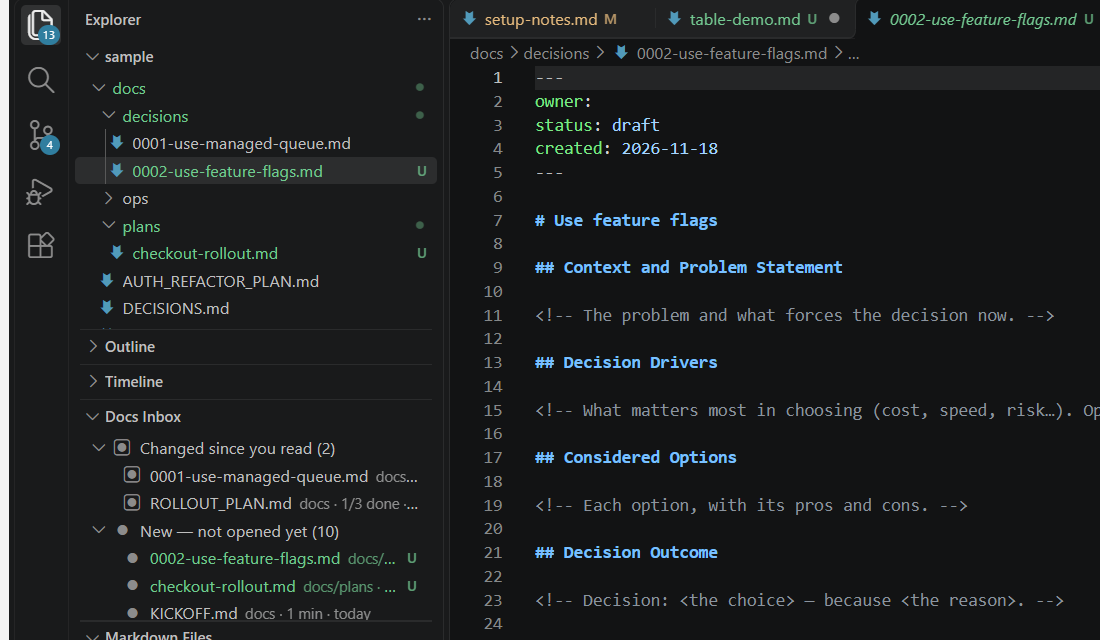 13
4
Explorer
sample
docs
decisions
0001-use-managed-queue.md
0002-use-feature-flags.md U
ops
plans
checkout-rollout.md U
AUTH_REFACTOR_PLAN.md
DECISIONS.md
Outline
Timeline
Docs Inbox
Changed since you read (2)
0001-use-managed-queue.md docs...
ROLLOUT_PLAN.md docs · 1/3 done ·...
New — not opened yet (10)
0002-use-feature-flags.md docs/... U
checkout-rollout.md docs/plans · ... U
KICKOFF.md docs · 1 min · today
Markdown Files
setup-notes.md M table-demo.md U 0002-use-feature-flags.md U
docs > decisions > 0002-use-feature-flags.md > ...
1 ---
2 owner:
3 status: draft
4 created: 2026-11-18
5 ---
6
7 # Use feature flags
8
9 ## Context and Problem Statement
10
11 <!-- The problem and what forces the decision now. -->
12
13 ## Decision Drivers
14
15 <!-- What matters most in choosing (cost, speed, risk…). Op
16
17 ## Considered Options
18
19 <!-- Each option, with its pros and cons. -->
20
21 ## Decision Outcome
22
23 <!-- Decision: <the choice> — because <the reason>. -->
24